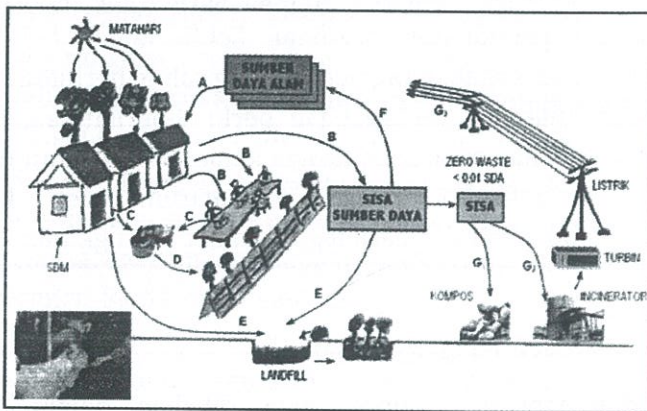 MATAHARI
A
SUMBER
DAYA ALAM
F
B
B
B
C
C
D
SDM
E
E
SISA
SUMBER DAYA
ZERO WASTE
< 0,01 SDA
SISA
LISTRIK
TURBIN
G
G₂
G₃
KOMPOS
INCINERATOR
LANDFILL